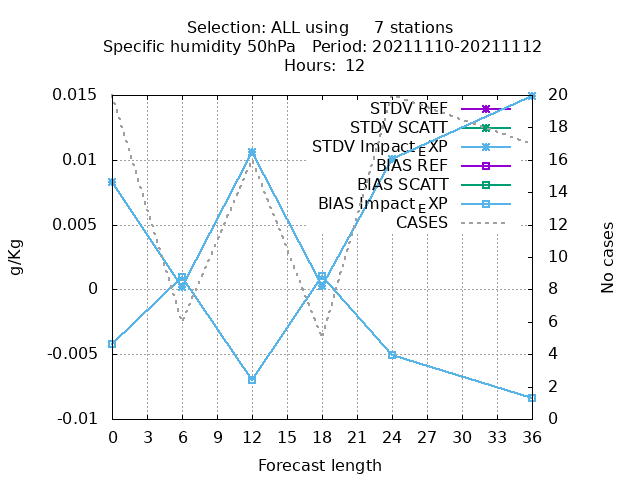 Selection: ALL using 7 stations
Specific humidity 50hPa Period: 20211110-20211112
Hours: 12
0.015
0.01
0.005
0
-0.005
-0.01
g/Kg
STDV REF
STDV SCATT
STDV Impact_EXP
BIAS REF
BIAS SCATT
BIAS Impact_EXP
CASES
20
18
16
14
12
10
8
6
4
2
0
No cases
0 3 6 9 12 15 18 21 24 27 30 33 36
Forecast length